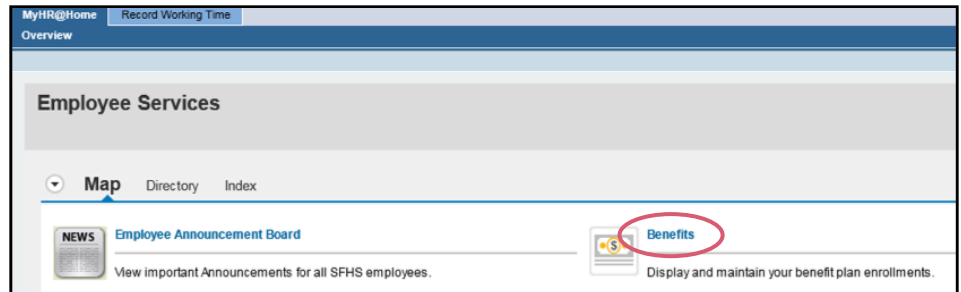 MyHR@Home Record Working Time
Overview
Employee Services
Map Directory Index
NEWS Employee Announcement Board
View important Announcements for all SFHS employees.
$ Benefits
Display and maintain your benefit plan enrollments.